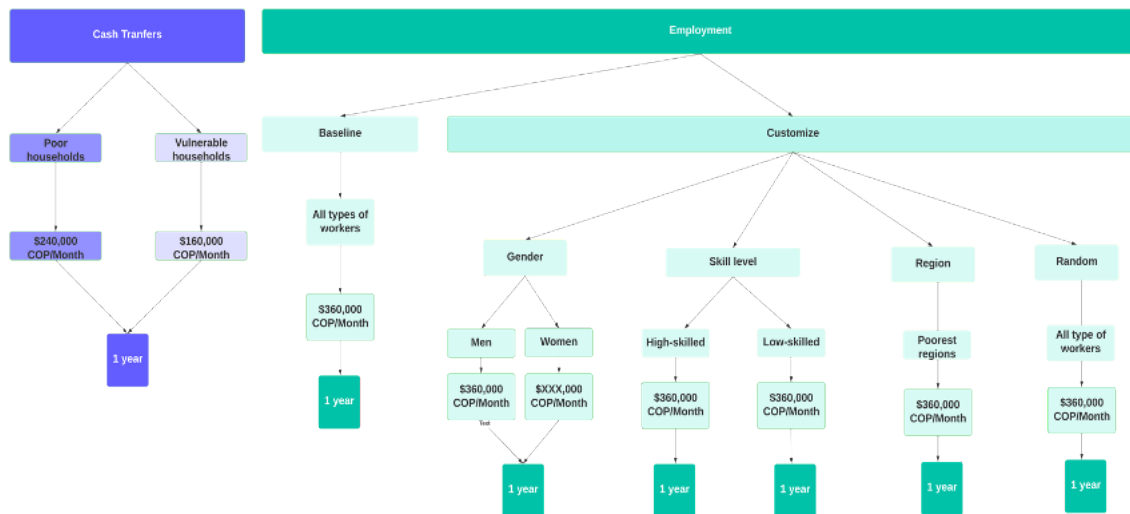 Cash Tranfers
Employment
Poor
households
Vulnerable
households
Baseline
Customize
$240,000
COP/Month
$160,000
COP/Month
All types of
workers
Gender
Skill level
Region
Random
1 year
$360,000
COP/Month
Men
Women
High-skilled
Low-skilled
Poorest
regions
All type of
workers
1 year
$360,000
COP/Month
Text
$XXX,000
COP/Month
$360,000
COP/Month
$360,000
COP/Month
$360,000
COP/Month
$360,000
COP/Month
1 year
1 year
1 year
1 year
1 year